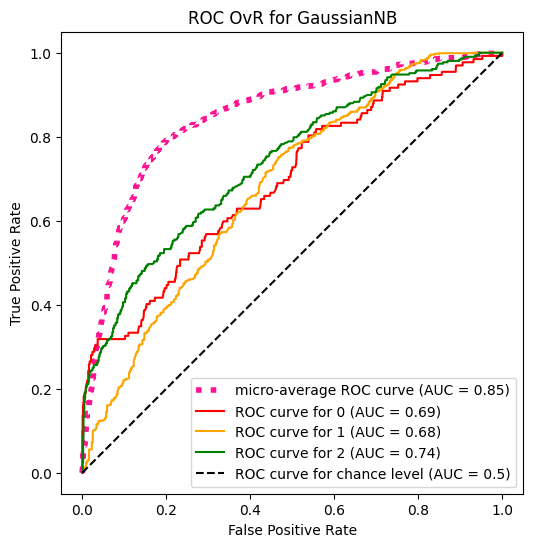 ROC OvR for GaussianNB
True Positive Rate
1.0
0.8
0.6
0.4
0.2
0.0
micro-average ROC curve (AUC = 0.85)
ROC curve for 0 (AUC = 0.69)
ROC curve for 1 (AUC = 0.68)
ROC curve for 2 (AUC = 0.74)
ROC curve for chance level (AUC = 0.5)
0.0 0.2 0.4 0.6 0.8 1.0
False Positive Rate